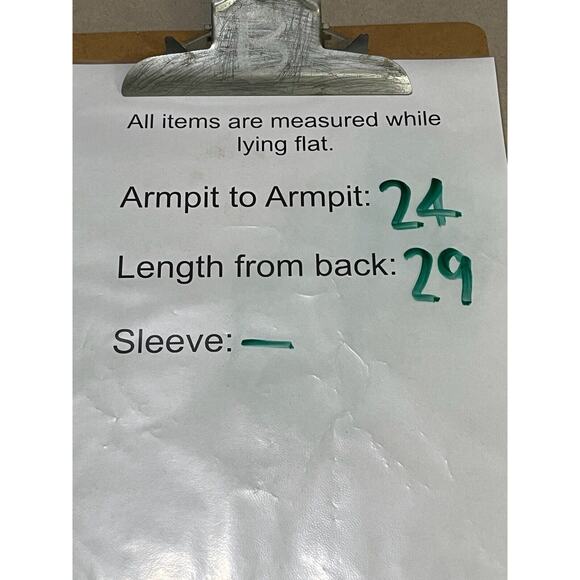 B
All items are measured while
lying flat.
Armpit to Armpit: 24
Length from back: 29
Sleeve: —